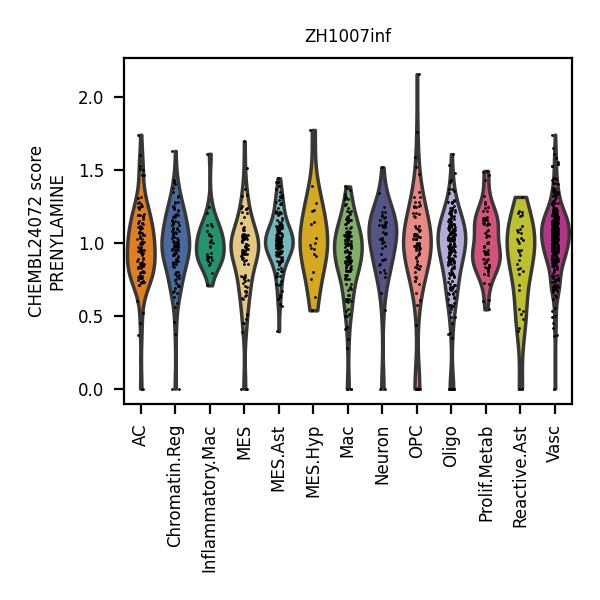 ZH1007inf
CHEMBL24072 score
PRENYLAMINE
2.0
1.5
1.0
0.5
0.0
AC
Chromatin.Reg
Inflammatory.Mac
MES
MES.Ast
MES.Hyp
Mac
Neuron
OPC
Oligo
Prolif.Metab
Reactive.Ast
Vasc